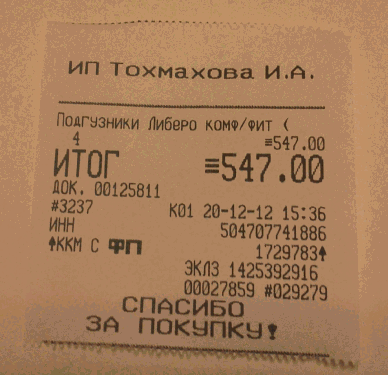 ИП Тохмахова И.А.
Подгузники Либеро комф/фит (
4 ≡547.00
ИТОГ ≡547.00
ДОК. 00125811
#3237 К01 20-12-12 15:36
ИНН 504707741886
↑ККМ С ФП 1729783↑
ЭКЛЗ 1425392916
00027859 #029279
СПАСИБО
ЗА ПОКУПКУ!